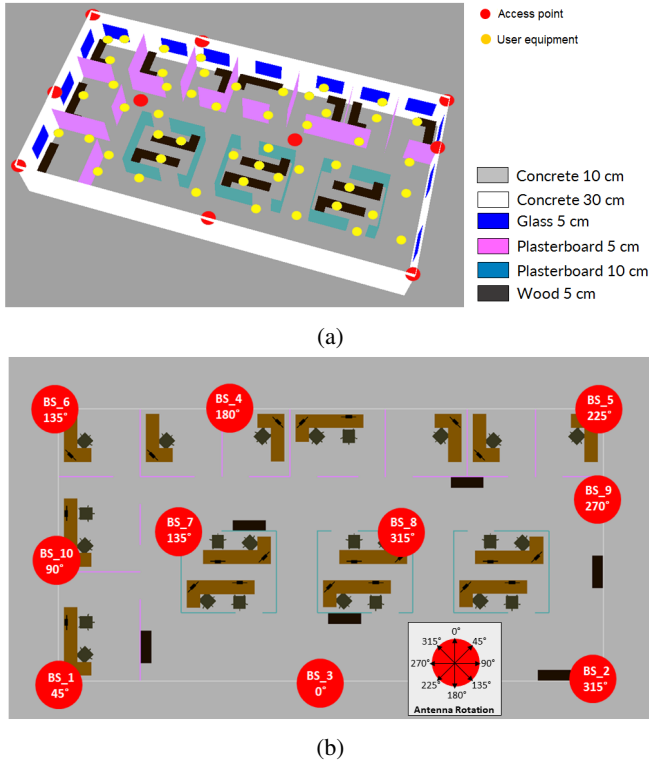 Access point
User equipment
Concrete 10 cm
Concrete 30 cm
Glass 5 cm
Plasterboard 5 cm
Plasterboard 10 cm
Wood 5 cm
(a)
BS_6
135°
BS_4
180°
BS_5
225°
BS_9
270°
BS_7
135°
BS_8
315°
BS_10
90°
BS_1
45°
BS_3
0°
BS_2
315°
0°
315° 45°
270° 90°
225° 135°
180°
Antenna Rotation
(b)